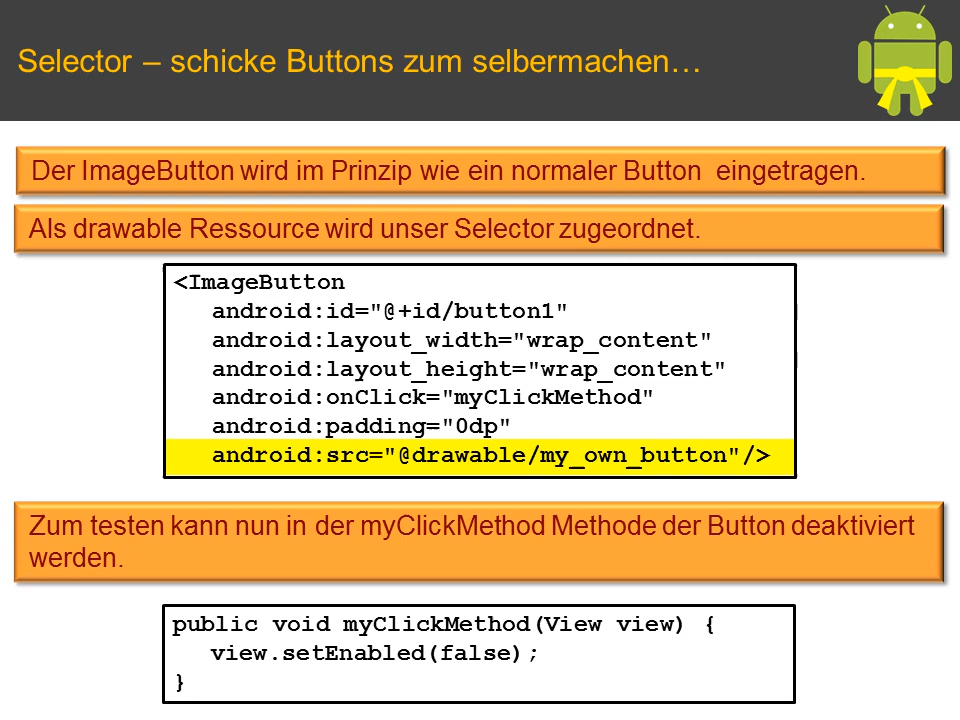 Selector – schicke Buttons zum selbermachen…
Der ImageButton wird im Prinzip wie ein normaler Button  eingetragen.
Als drawable Ressource wird unser Selector zugeordnet.
<ImageButton
android:id="@+id/button1"
android:layout_width="wrap_content"
android:layout_height="wrap_content"
android:onClick="myClickMethod"
android:padding="0dp"
android:src="@drawable/my_own_button"/>
Zum testen kann nun in der myClickMethod Methode der Button deaktiviert
werden.
public void myClickMethod(View view) {
view.setEnabled(false);
}